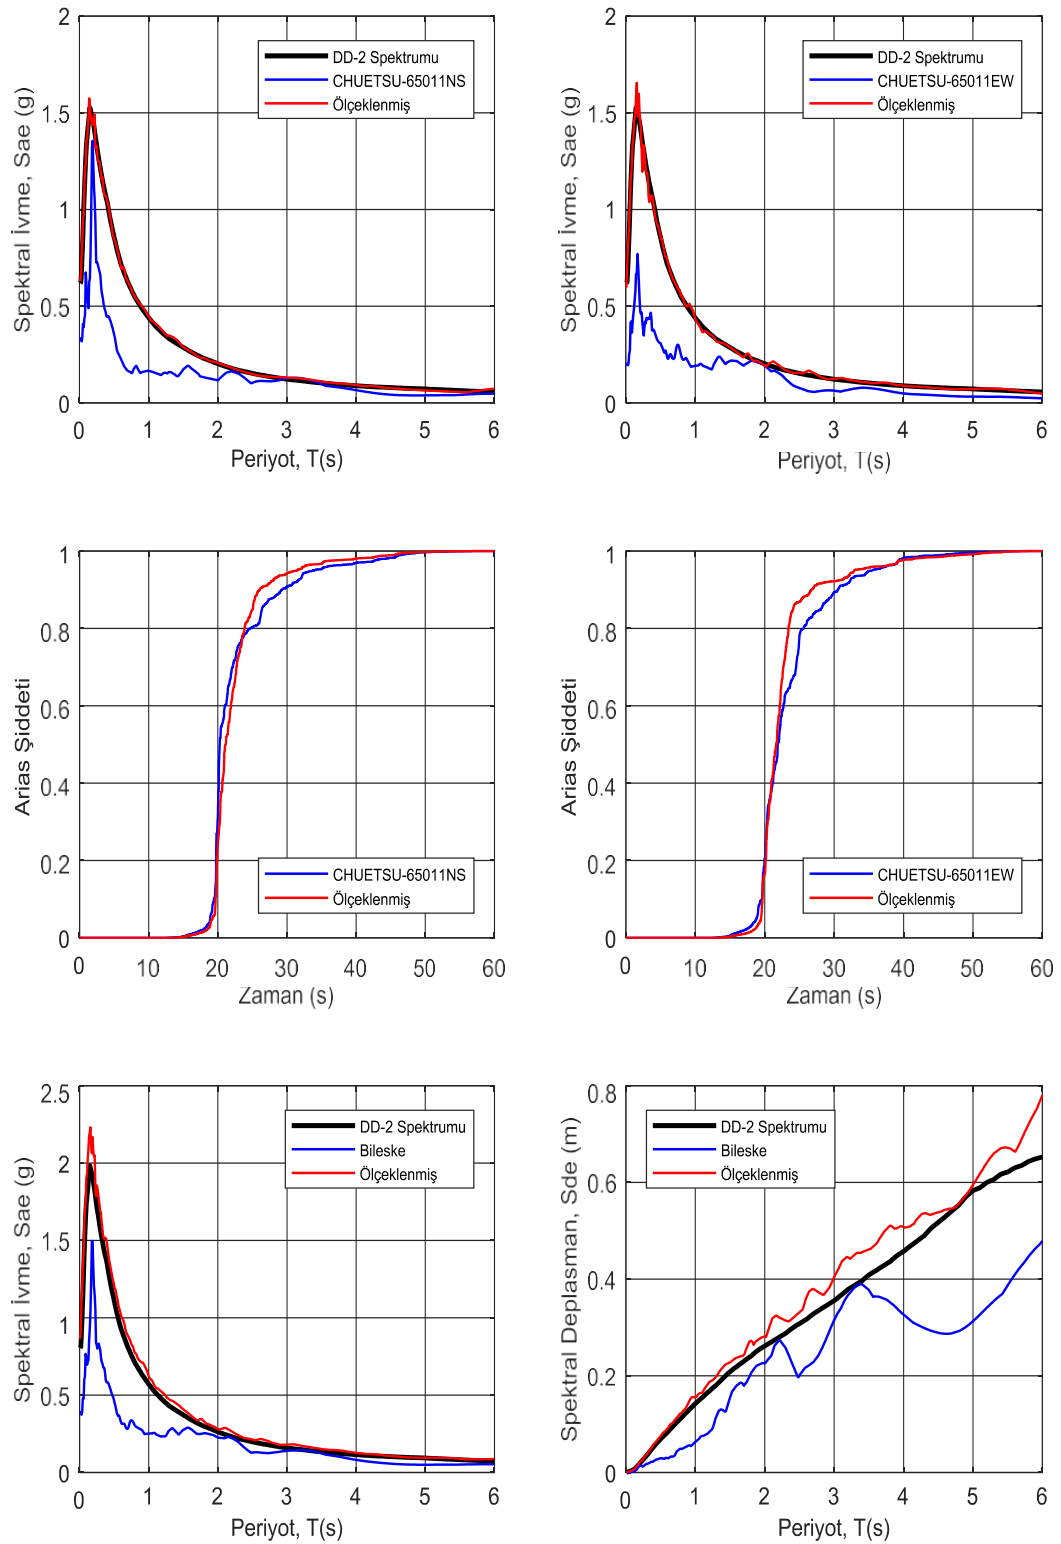 2
1.5
1
0.5
0
0 1 2 3 4 5 6
Spektral İvme, Sae (g)
Periyot, T(s)
DD-2 Spektrumu
CHUETSU-65011NS
Ölçeklenmiş
2
1.5
1
0.5
0
0 1 2 3 4 5 6
Spektral İvme, Sae (g)
Periyot, T(s)
DD-2 Spektrumu
CHUETSU-65011EW
Ölçeklenmiş
1
0.8
0.6
0.4
0.2
0
0 10 20 30 40 50 60
Arias Şiddeti
Zaman (s)
CHUETSU-65011NS
Ölçeklenmiş
1
0.8
0.6
0.4
0.2
0
0 10 20 30 40 50 60
Arias Şiddeti
Zaman (s)
CHUETSU-65011EW
Ölçeklenmiş
2.5
2
1.5
1
0.5
0
0 1 2 3 4 5 6
Spektral İvme, Sae (g)
Periyot, T(s)
DD-2 Spektrumu
Bileske
Ölçeklenmiş
0.8
0.6
0.4
0.2
0
0 1 2 3 4 5 6
Spektral Deplasman, Sde (m)
Periyot, T(s)
DD-2 Spektrumu
Bileske
Ölçeklenmiş